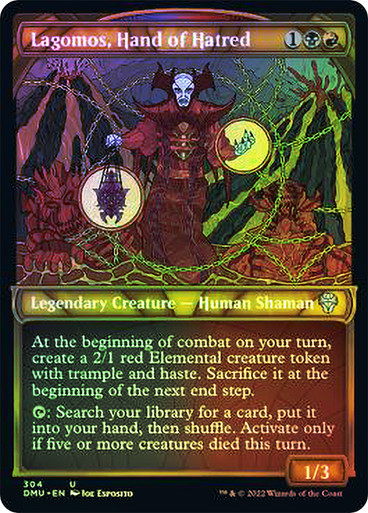 Lagomos, Hand of Hatred 1
Legendary Creature — Human Shaman
At the beginning of combat on your turn,
create a 2/1 red Elemental creature token
with trample and haste. Sacrifice it at the
beginning of the next end step.
: Search your library for a card, put it
into your hand, then shuffle. Activate only
if five or more creatures died this turn.
1/3
304 U
DMU • EN Joe Esposito
™ & © 2022 Wizards of the Coast